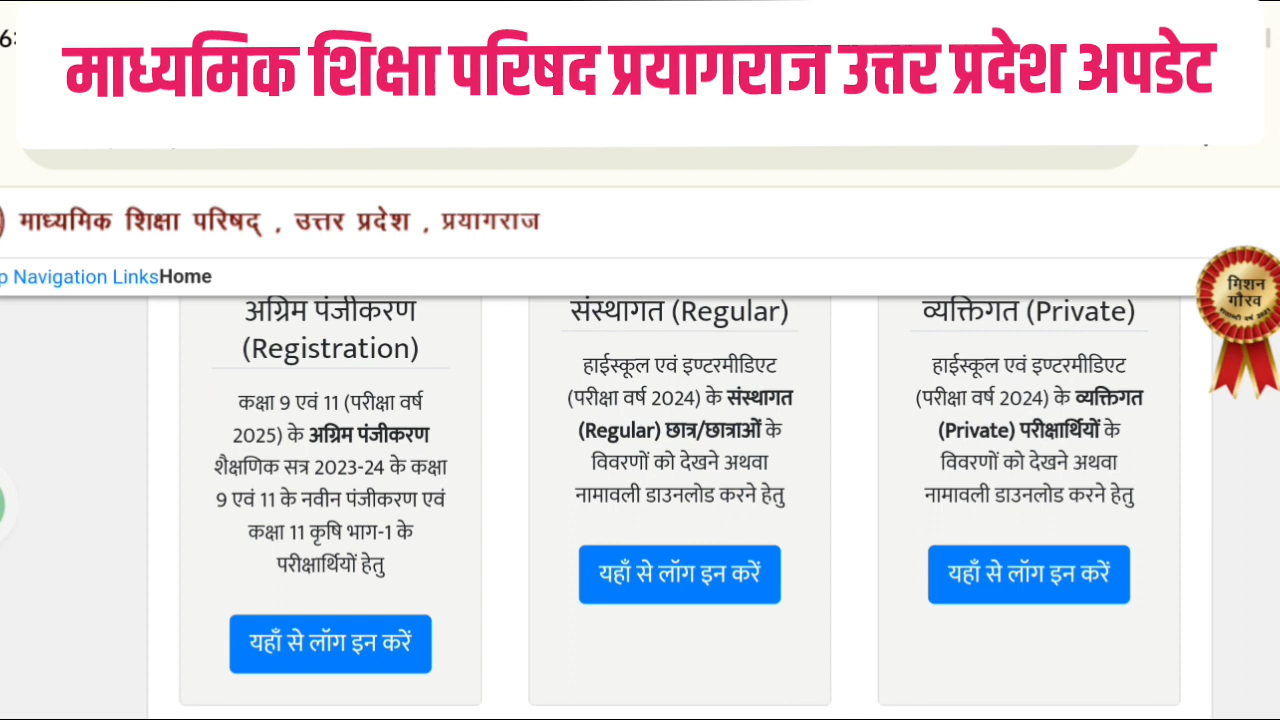 माध्यमिक शिक्षा परिषद प्रयागराज उत्तर प्रदेश अपडेट
माध्यमिक शिक्षा परिषद् , उत्तर प्रदेश , प्रयागराज
p Navigation LinksHome
मिशन
गौरव
अग्रिम पंजीकरण
(Registration)
कक्षा 9 एवं 11 (परीक्षा वर्ष
2025) के अग्रिम पंजीकरण
शैक्षणिक सत्र 2023-24 के कक्षा
9 एवं 11 के नवीन पंजीकरण एवं
कक्षा 11 कृषि भाग-1 के
परीक्षार्थियों हेतु
यहाँ से लॉग इन करें
संस्थागत (Regular)
हाईस्कूल एवं इण्टरमीडिएट
(परीक्षा वर्ष 2024) के संस्थागत
(Regular) छात्र/छात्राओं के
विवरणों को देखने अथवा
नामावली डाउनलोड करने हेतु
यहाँ से लॉग इन करें
व्यक्तिगत (Private)
हाईस्कूल एवं इण्टरमीडिएट
(परीक्षा वर्ष 2024) के व्यक्तिगत
(Private) परीक्षार्थियों के
विवरणों को देखने अथवा
नामावली डाउनलोड करने हेतु
यहाँ से लॉग इन करें